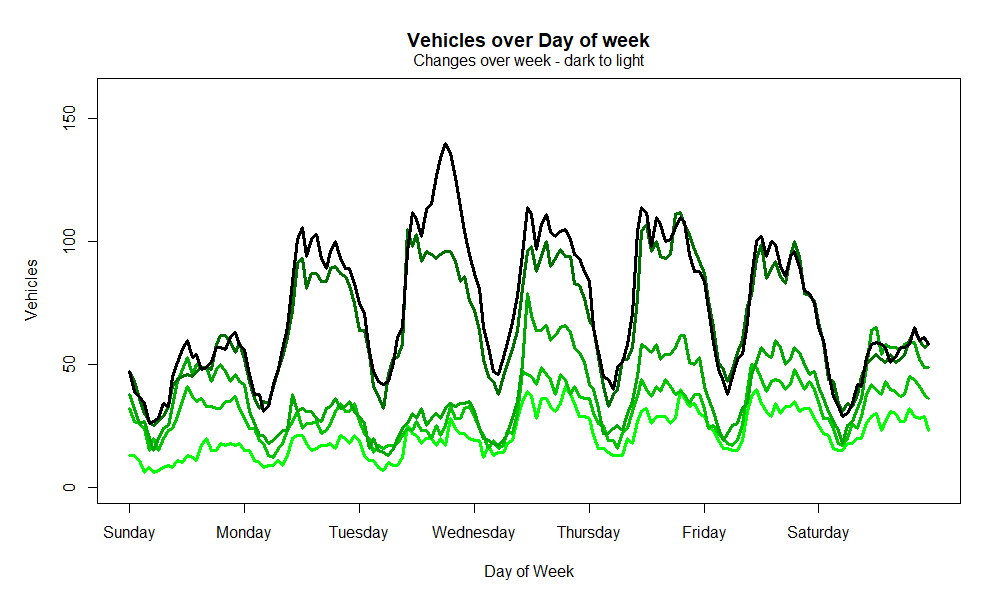 Vehicles over Day of week
Changes over week - dark to light
Vehicles
150
100
50
0
Sunday Monday Tuesday Wednesday Thursday Friday Saturday
Day of Week